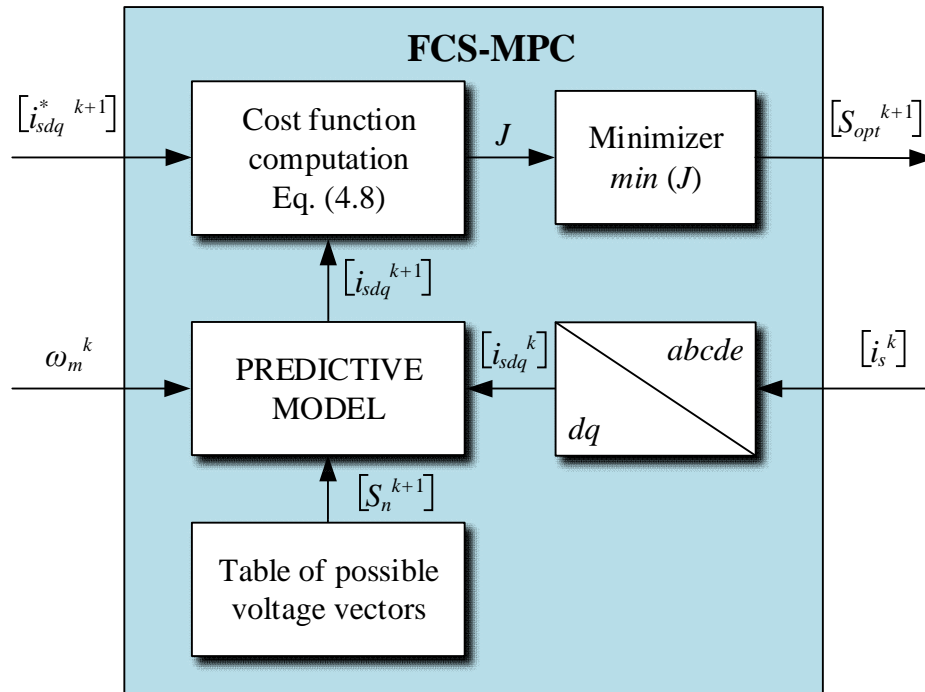 FCS-MPC
[i*sdq k+1]
Cost function
computation
Eq. (4.8)
J
Minimizer
min (J)
[Sopt k+1]
[isdq k+1]
ωm k
PREDICTIVE
MODEL
[isdq k]
abcde
dq
[is k]
[Sn k+1]
Table of possible
voltage vectors